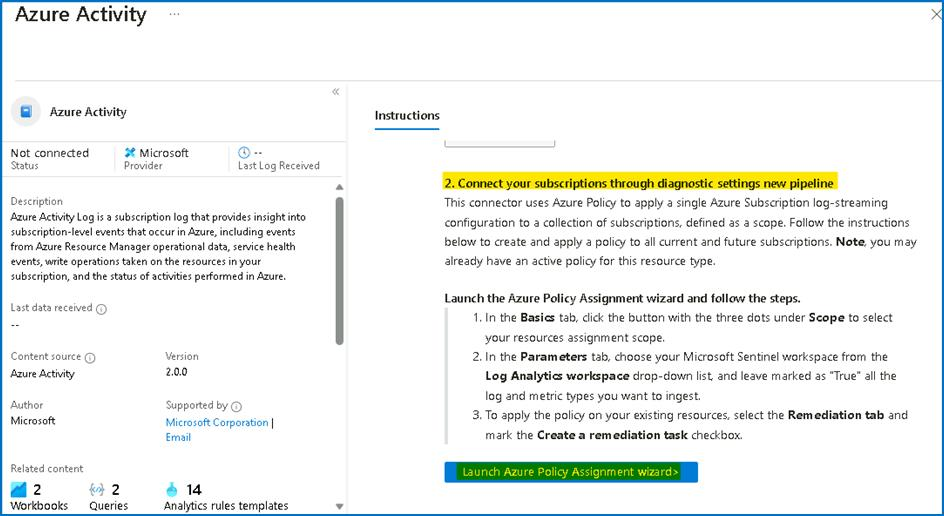 Azure Activity ...
Azure Activity
Not connected
Status
Microsoft
Provider
--
Last Log Received
Description
Azure Activity Log is a subscription log that provides insight into
subscription-level events that occur in Azure, including events
from Azure Resource Manager operational data, service health
events, write operations taken on the resources in your
subscription, and the status of activities performed in Azure.
Last data received
--
Content source
Azure Activity
Version
2.0.0
Author
Microsoft
Supported by
Microsoft Corporation |
Email
Related content
2
Workbooks
2
Queries
14
Analytics rules templates
Instructions
2. Connect your subscriptions through diagnostic settings new pipeline
This connector uses Azure Policy to apply a single Azure Subscription log-streaming
configuration to a collection of subscriptions, defined as a scope. Follow the instructions
below to create and apply a policy to all current and future subscriptions. Note, you may
already have an active policy for this resource type.
Launch the Azure Policy Assignment wizard and follow the steps.
1. In the Basics tab, click the button with the three dots under Scope to select
your resources assignment scope.
2. In the Parameters tab, choose your Microsoft Sentinel workspace from the
Log Analytics workspace drop-down list, and leave marked as "True" all the
log and metric types you want to ingest.
3. To apply the policy on your existing resources, select the Remediation tab and
mark the Create a remediation task checkbox.
Launch Azure Policy Assignment wizard>